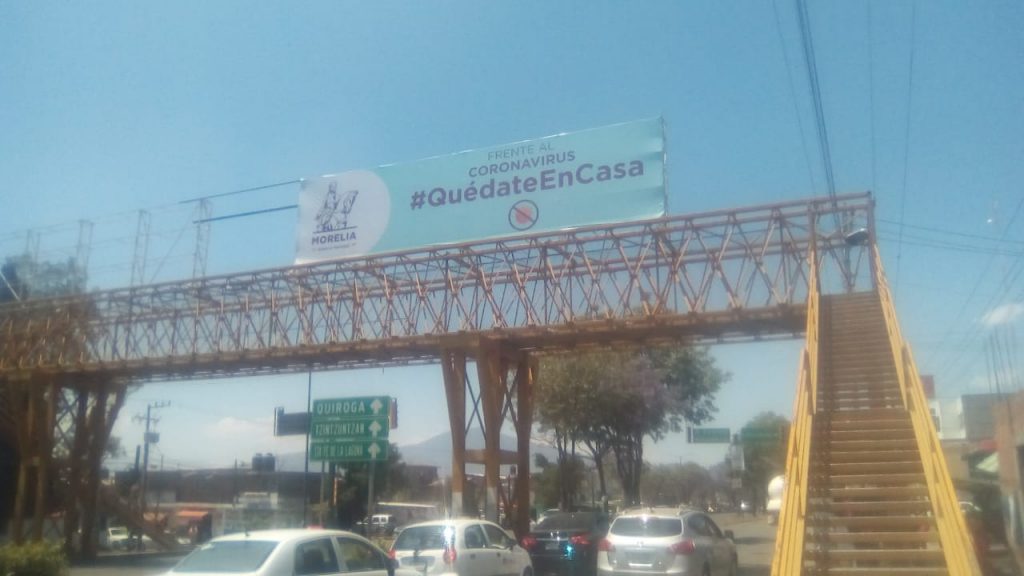 FRENTE AL
CORONAVIRUS
#QuédateEnCasa
MORELIA
QUIROGA
TZINTZUNTZAN